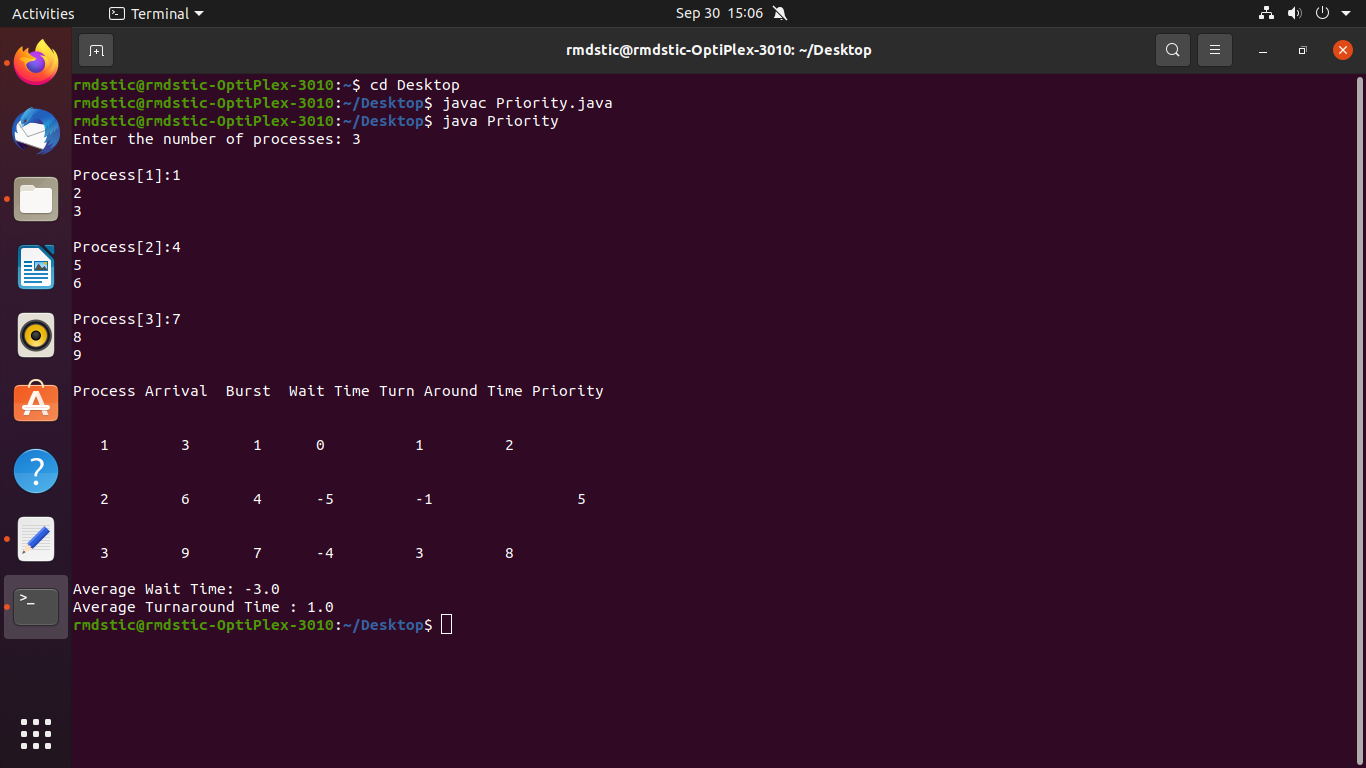 Activities Terminal Sep 30 15:06
rmdstic@rmdstic-OptiPlex-3010: ~/Desktop
rmdstic@rmdstic-OptiPlex-3010:~$ cd Desktop
rmdstic@rmdstic-OptiPlex-3010:~/Desktop$ javac Priority.java
rmdstic@rmdstic-OptiPlex-3010:~/Desktop$ java Priority
Enter the number of processes: 3
Process[1]:1
2
3
Process[2]:4
5
6
Process[3]:7
8
9
Process Arrival  Burst  Wait Time Turn Around Time Priority
1 3 1 0 1 2
2 6 4 -5 -1 5
3 9 7 -4 3 8
Average Wait Time: -3.0
Average Turnaround Time : 1.0
rmdstic@rmdstic-OptiPlex-3010:~/Desktop$